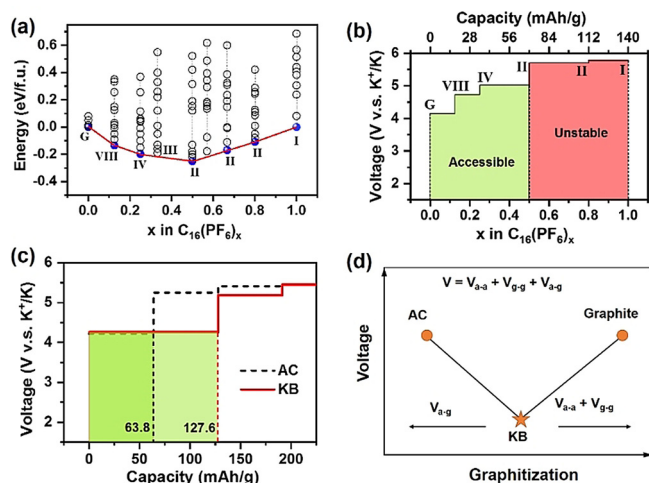 (a)
Energy (eV/f.u.)
0.6
0.4
0.2
0.0
-0.2
-0.4
G
VIII
IV
III
II
II
II
I
0.0 0.2 0.4 0.6 0.8 1.0
x in C₁₆(PF₆)ₓ
(b)
Capacity (mAh/g)
0 28 56 84 112 140
Voltage (V v.s. K⁺/K)
6
5
4
3
2
G
VIII
IV
II
II
I
Accessible
Unstable
0.0 0.2 0.4 0.6 0.8 1.0
x in C₁₆(PF₆)ₓ
(c)
Voltage (V v.s. K⁺/K)
6
5
4
3
2
AC
KB
63.8
127.6
0 50 100 150 200
Capacity (mAh/g)
(d)
V = Vₐ₋ₐ + V_g-g + V_a-g
AC
Graphite
Voltage
V_a-g
V_a-a + V_g-g
KB
Graphitization